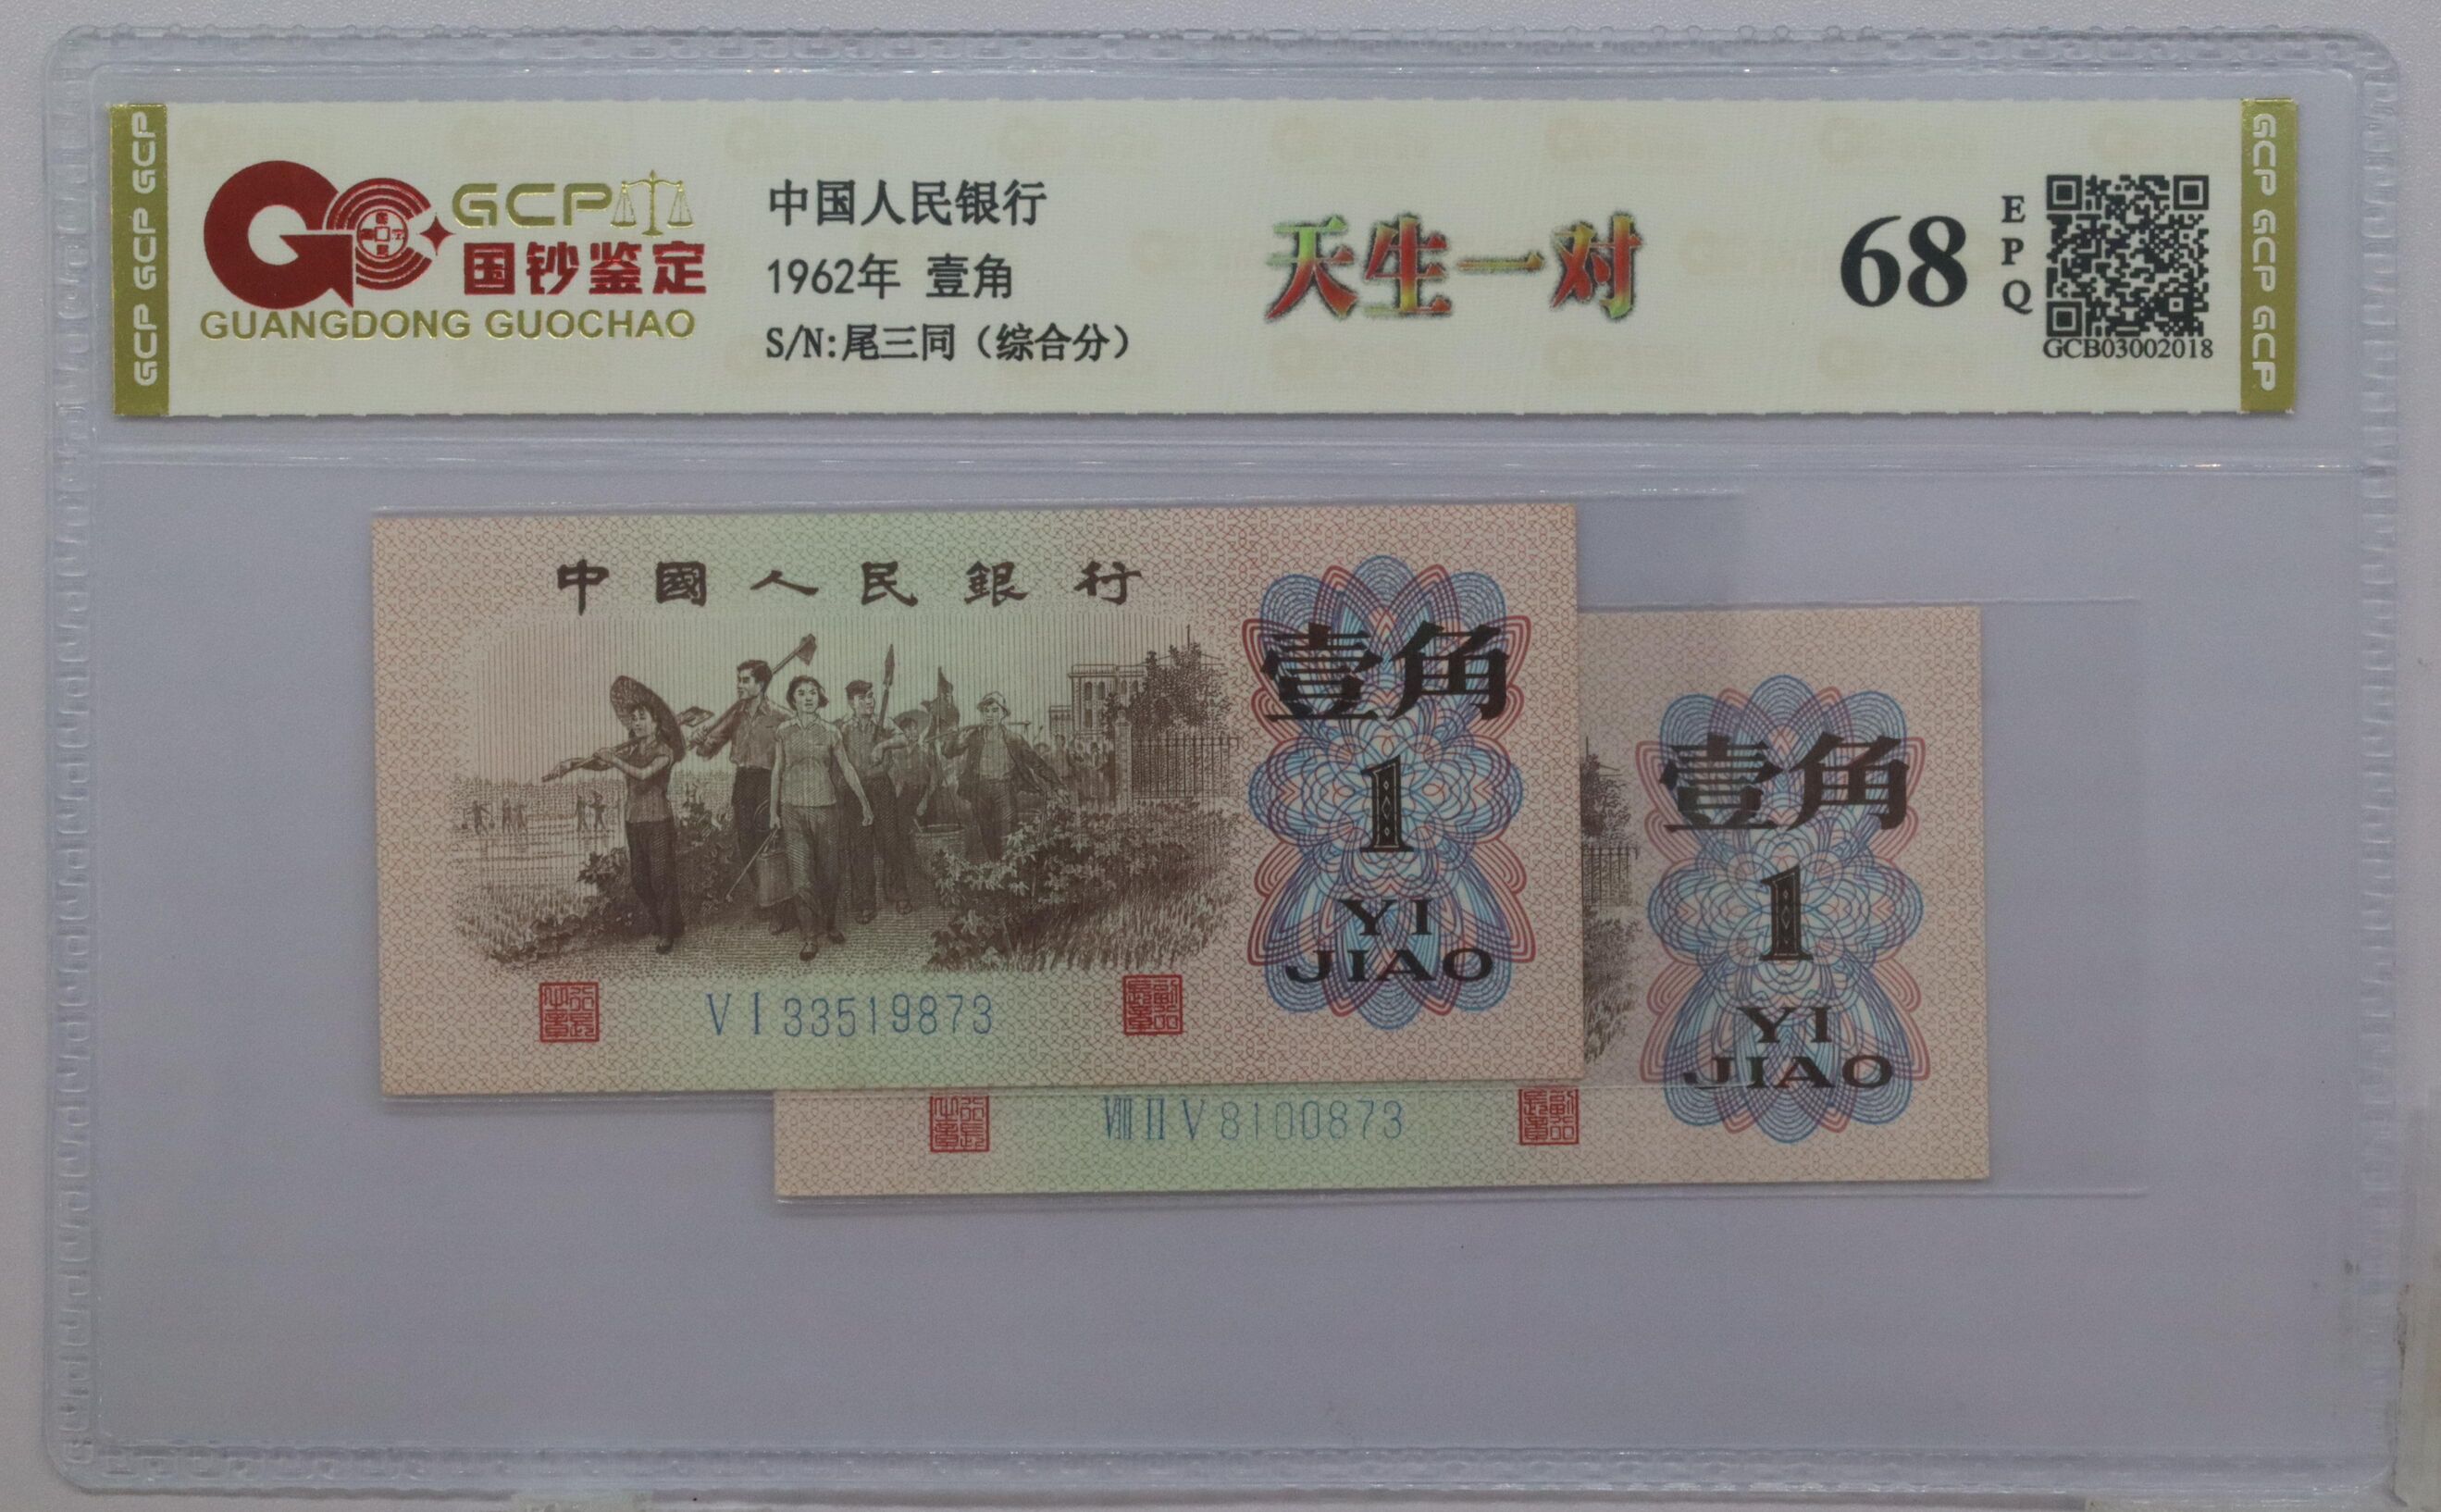 GCP GCP GCP
GCP
国钞鉴定
GUANGDONG GUOCHAO
中国人民银行
1962年 壹角
S/N:尾三同（综合分）
天生一对
68
EPQ
GCB03002018
GCP GCP GCP
中國人民銀行
壹角
1
YI
JIAO
VI33519873
壹角
1
YI
JIAO
VIII II V 8100873